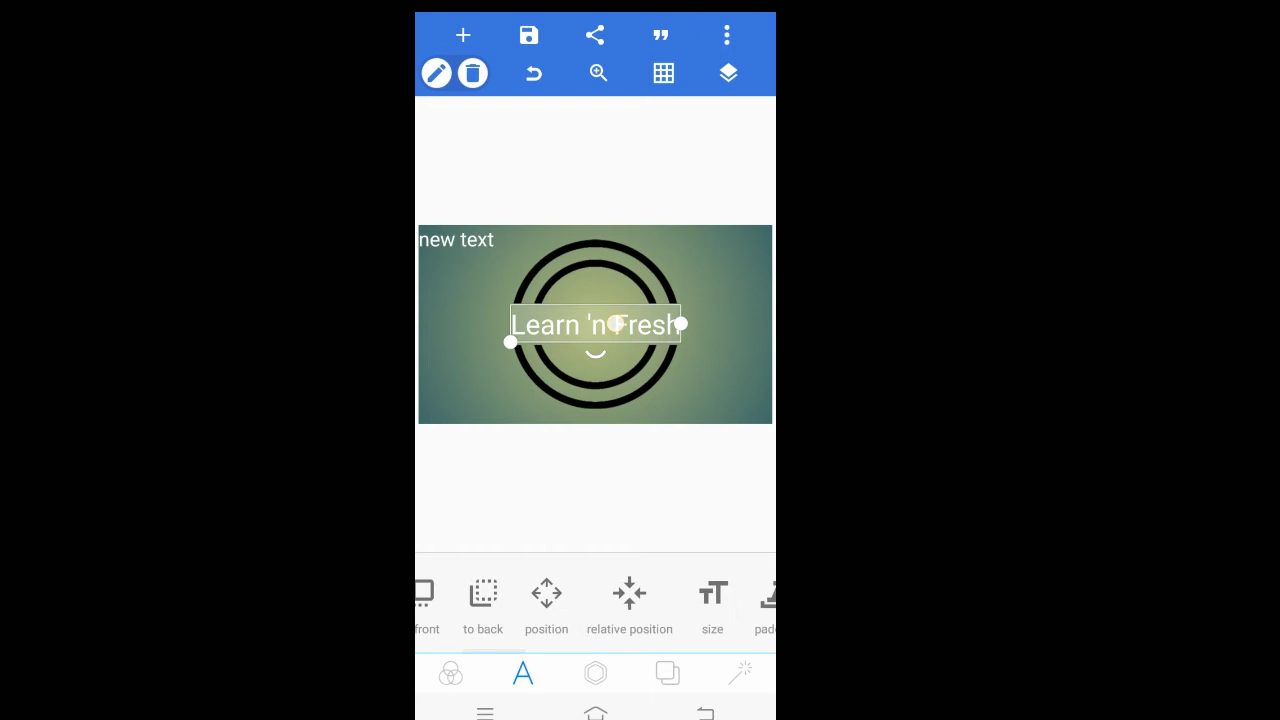 new text
Learn 'n Fresh
front
to back
position
relative position
size